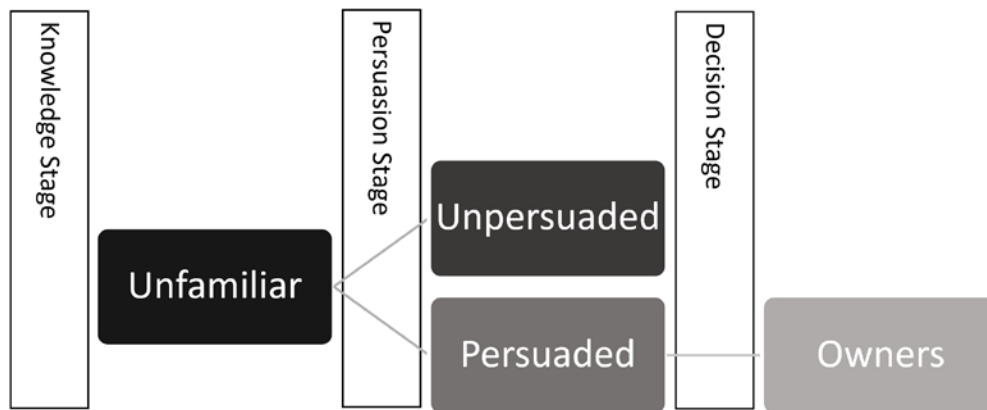 Knowledge Stage
Unfamiliar
Persuasion Stage
Unpersuaded
Persuaded
Decision Stage
Owners